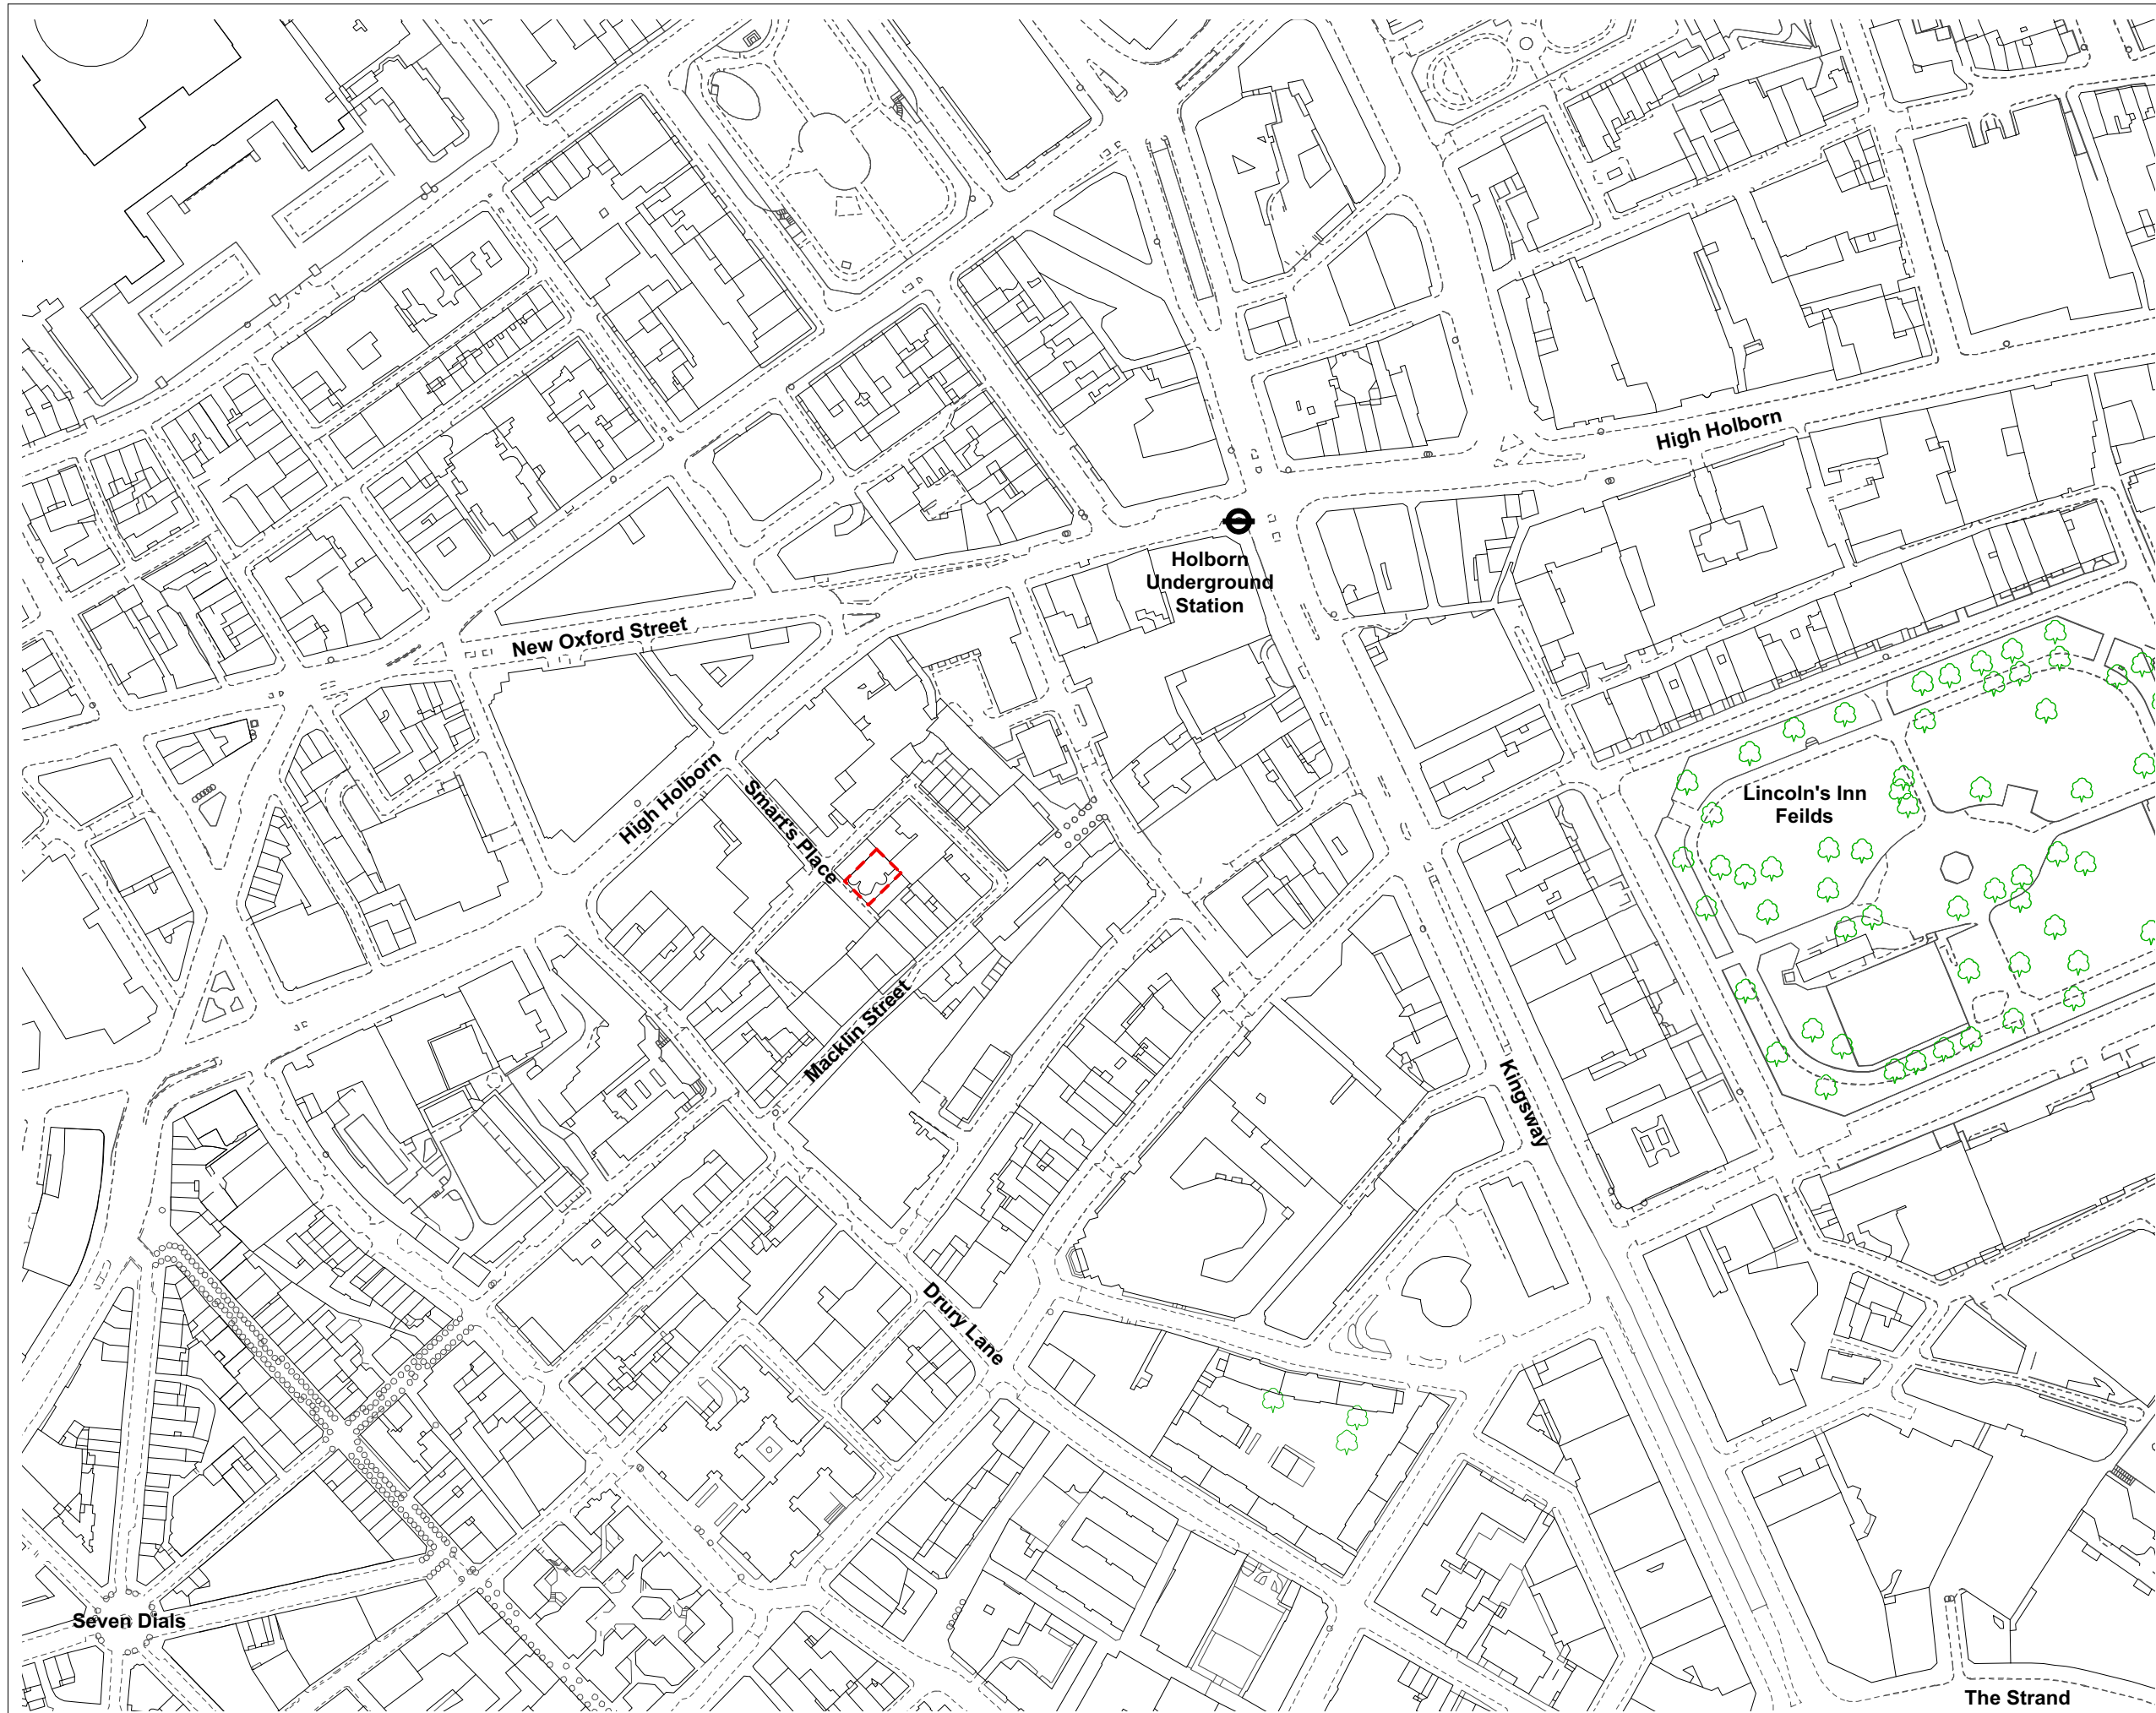 High Holborn
Holborn
Underground
Station
New Oxford Street
High Holborn
Smart's Place
Lincoln's Inn
Feilds
Macklin Street
Kingsway
Drury Lane
Seven Dials
The Strand